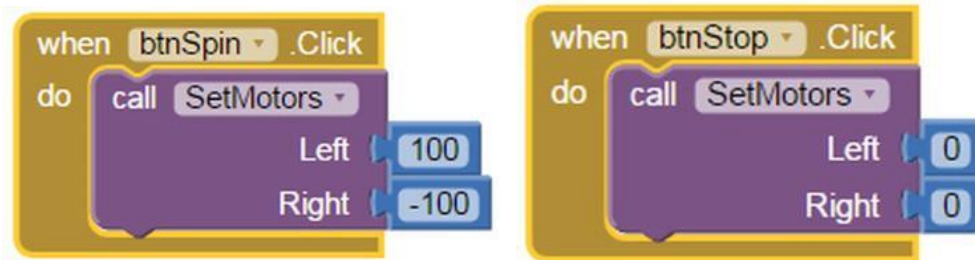 when btnSpin .Click
do call SetMotors
Left 100
Right -100
when btnStop .Click
do call SetMotors
Left 0
Right 0